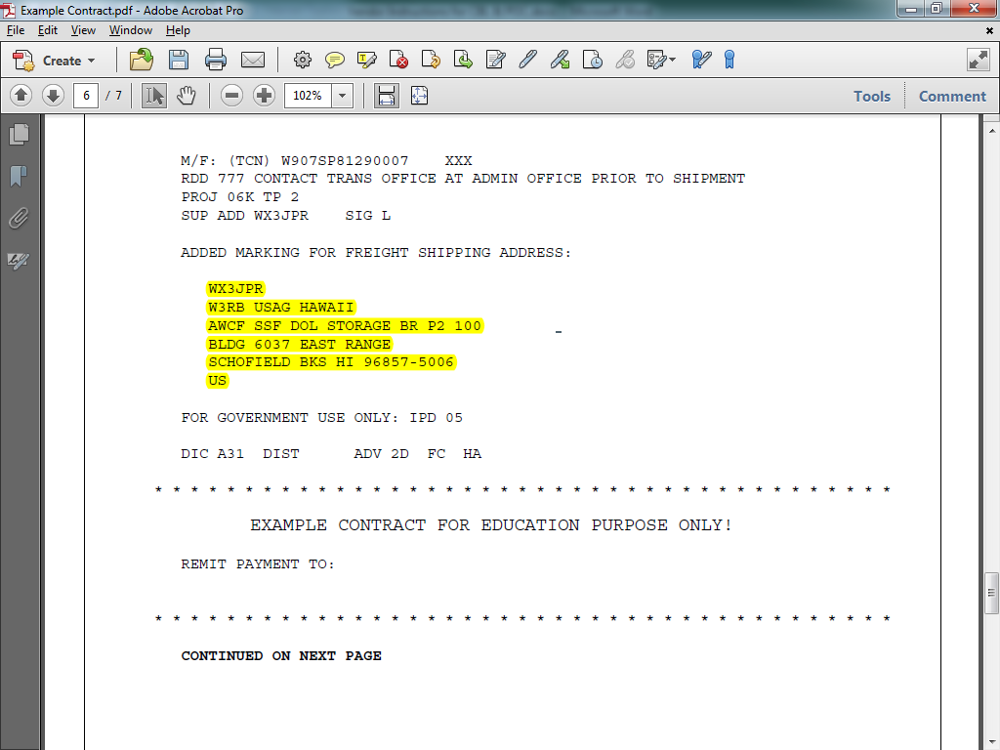 Example Contract.pdf - Adobe Acrobat Pro
File Edit View Window Help
Create
6 / 7 102% Tools Comment
M/F: (TCN) W907SP81290007 XXX
RDD 777 CONTACT TRANS OFFICE AT ADMIN OFFICE PRIOR TO SHIPMENT
PROJ 06K TP 2
SUP ADD WX3JPR SIG L
ADDED MARKING FOR FREIGHT SHIPPING ADDRESS:
WX3JPR
W3RB USAG HAWAII
AWCF SSF DOL STORAGE BR P2 100
BLDG 6037 EAST RANGE
SCHOFIELD BKS HI 96857-5006
US
FOR GOVERNMENT USE ONLY: IPD 05
DIC A31 DIST ADV 2D FC HA
* * * * * * * * * * * * * * * * * * * * * * * * * * * * * * * * * * * * * * * * *
EXAMPLE CONTRACT FOR EDUCATION PURPOSE ONLY!
REMIT PAYMENT TO:
* * * * * * * * * * * * * * * * * * * * * * * * * * * * * * * * * * * * * * * * *
CONTINUED ON NEXT PAGE